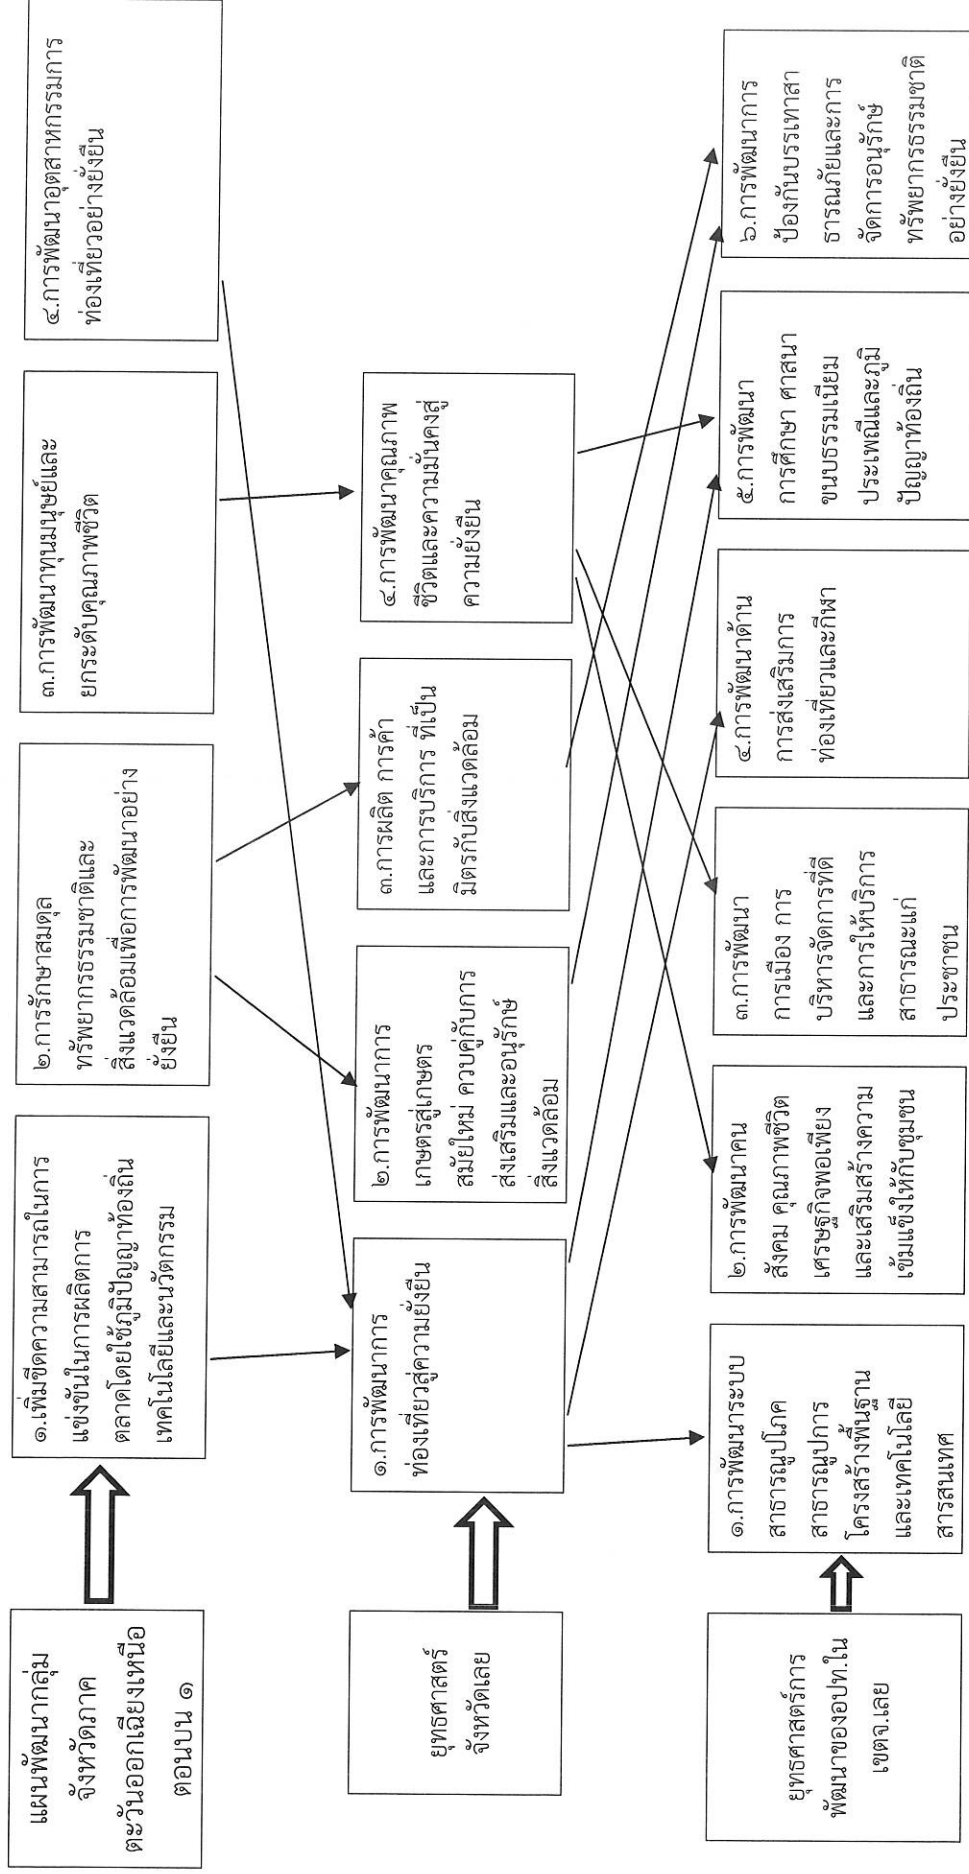 แผนพัฒนากลุ่ม
จังหวัดภาค
ตะวันออกเฉียงเหนือ
ตอนบน ๑
๑.เพิ่มขีดความสามารถในการ
แข่งขันในการผลิตการ
ตลาดโดยใช้ภูมิปัญญาท้องถิ่น
เทคโนโลยีและนวัตกรรม
๒.การรักษาสมดุล
ทรัพยากรธรรมชาติและ
สิ่งแวดล้อมเพื่อการพัฒนาอย่าง
ยั่งยืน
๓.การพัฒนาทุนมนุษย์และ
ยกระดับคุณภาพชีวิต
๔.การพัฒนาอุตสาหกรรมการ
ท่องเที่ยวอย่างยั่งยืน
ยุทธศาสตร์
จังหวัดเลย
๑.การพัฒนาการ
ท่องเที่ยวสู่ความยั่งยืน
๒.การพัฒนาการ
เกษตรสู่เกษตร
สมัยใหม่ ควบคู่กับการ
ส่งเสริมและอนุรักษ์
สิ่งแวดล้อม
๓.การผลิต การค้า
และการบริการ ที่เป็น
มิตรกับสิ่งแวดล้อม
๔.การพัฒนาคุณภาพ
ชีวิตและความมั่นคงสู่
ความยั่งยืน
ยุทธศาสตร์การ
พัฒนาของอปท.ใน
เขตจ.เลย
๑.การพัฒนาระบบ
สาธารณูปโภค
สาธารณูปการ
โครงสร้างพื้นฐาน
และเทคโนโลยี
สารสนเทศ
๒.การพัฒนาคน
สังคม คุณภาพชีวิต
เศรษฐกิจพอเพียง
และเสริมสร้างความ
เข้มแข็งให้กับชุมชน
๓.การพัฒนา
การเมือง การ
บริหารจัดการที่ดี
และการให้บริการ
สาธารณะแก่
ประชาชน
๔.การพัฒนาด้าน
การส่งเสริมการ
ท่องเที่ยวและกีฬา
๕.การพัฒนา
การศึกษา ศาสนา
ขนบธรรมเนียม
ประเพณีและภูมิ
ปัญญาท้องถิ่น
๖.การพัฒนาการ
ป้องกันบรรเทาสา
ธารณภัยและการ
จัดการอนุรักษ์
ทรัพยากรธรรมชาติ
อย่างยั่งยืน